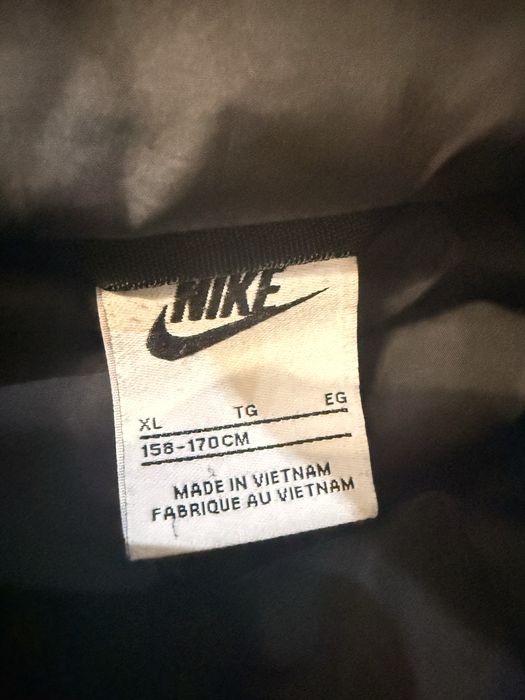 NIKE
XL TG EG
158-170CM
MADE IN VIETNAM
FABRIQUE AU VIETNAM